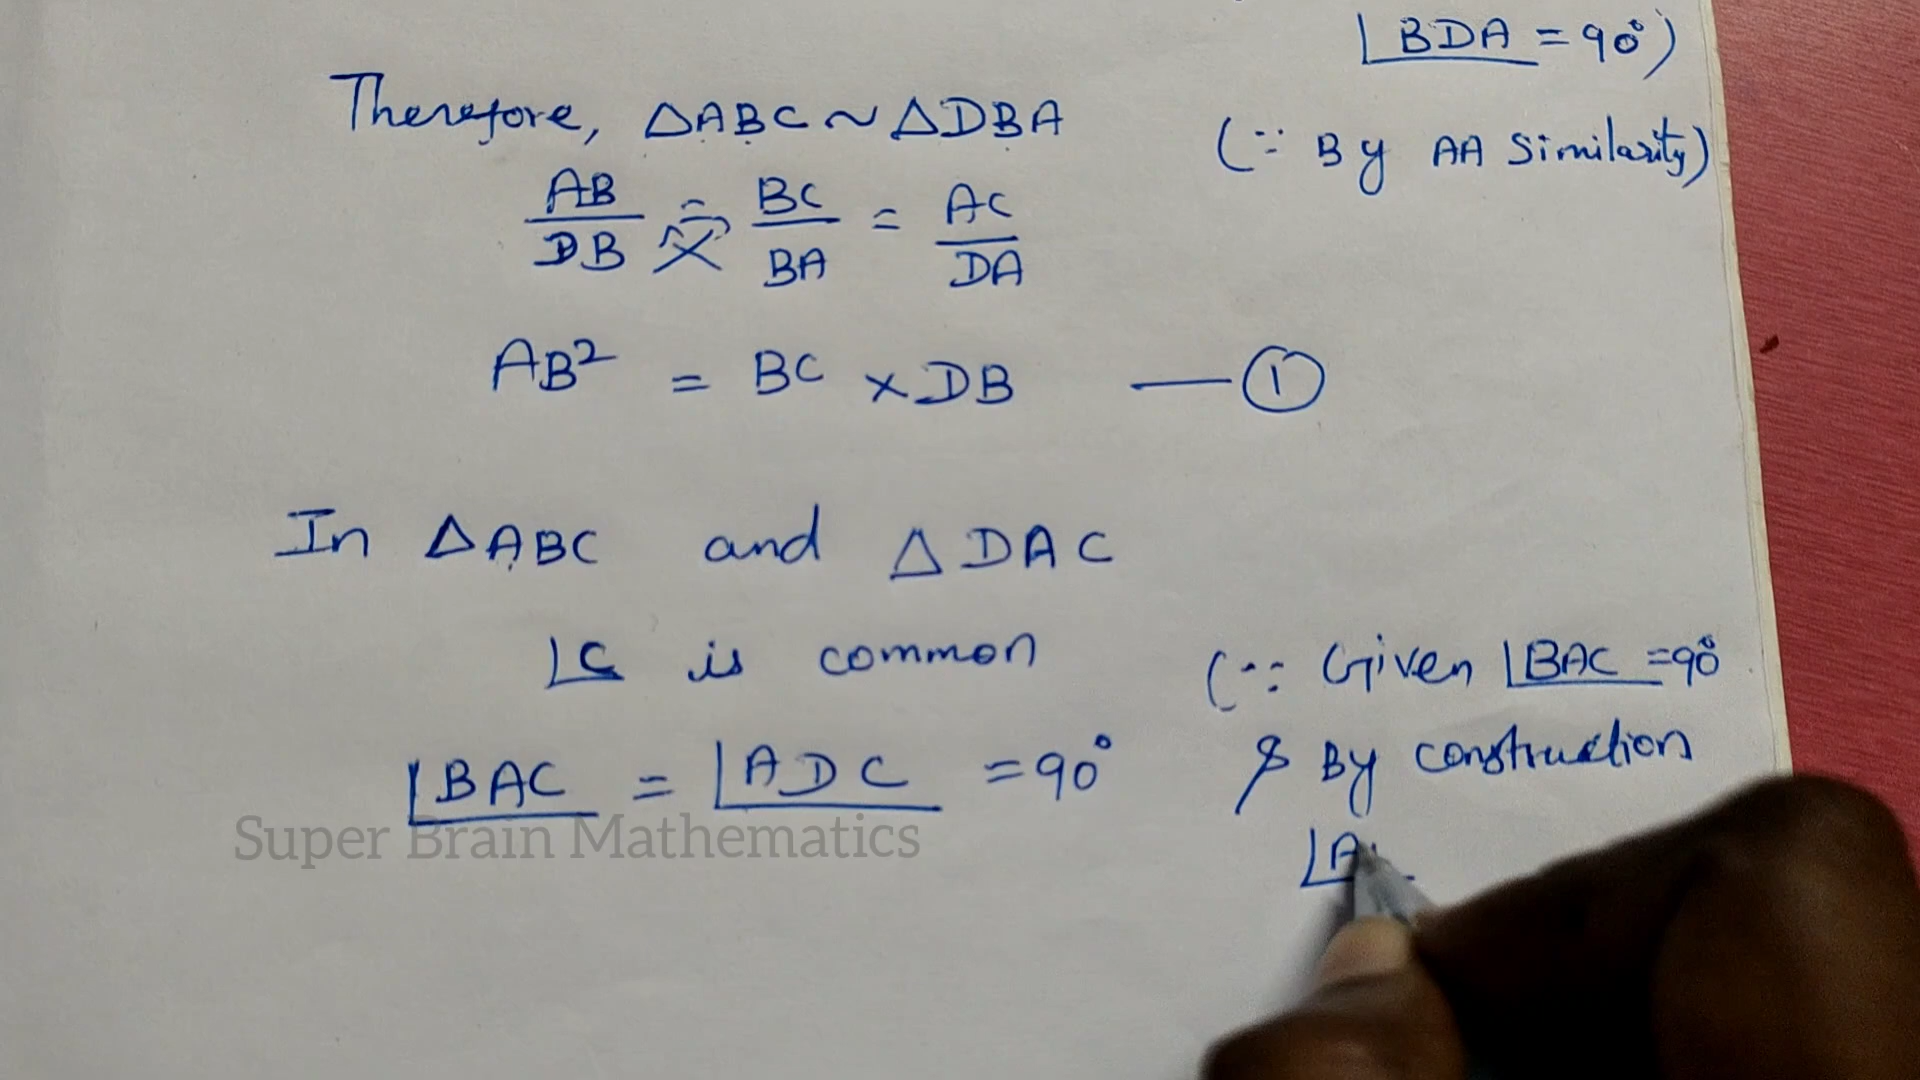 ∠BDA = 90°)
Therefore, ΔABC ~ ΔDBA (∵ By AA Similarity)
AB/DB = BC/BA = AC/DA
AB² = BC × DB — ①
In ΔABC and ΔDAC
∠C is common (∵ Given ∠BAC = 90°
∠BAC = ∠ADC = 90° & By construction
∠A
Super Brain Mathematics